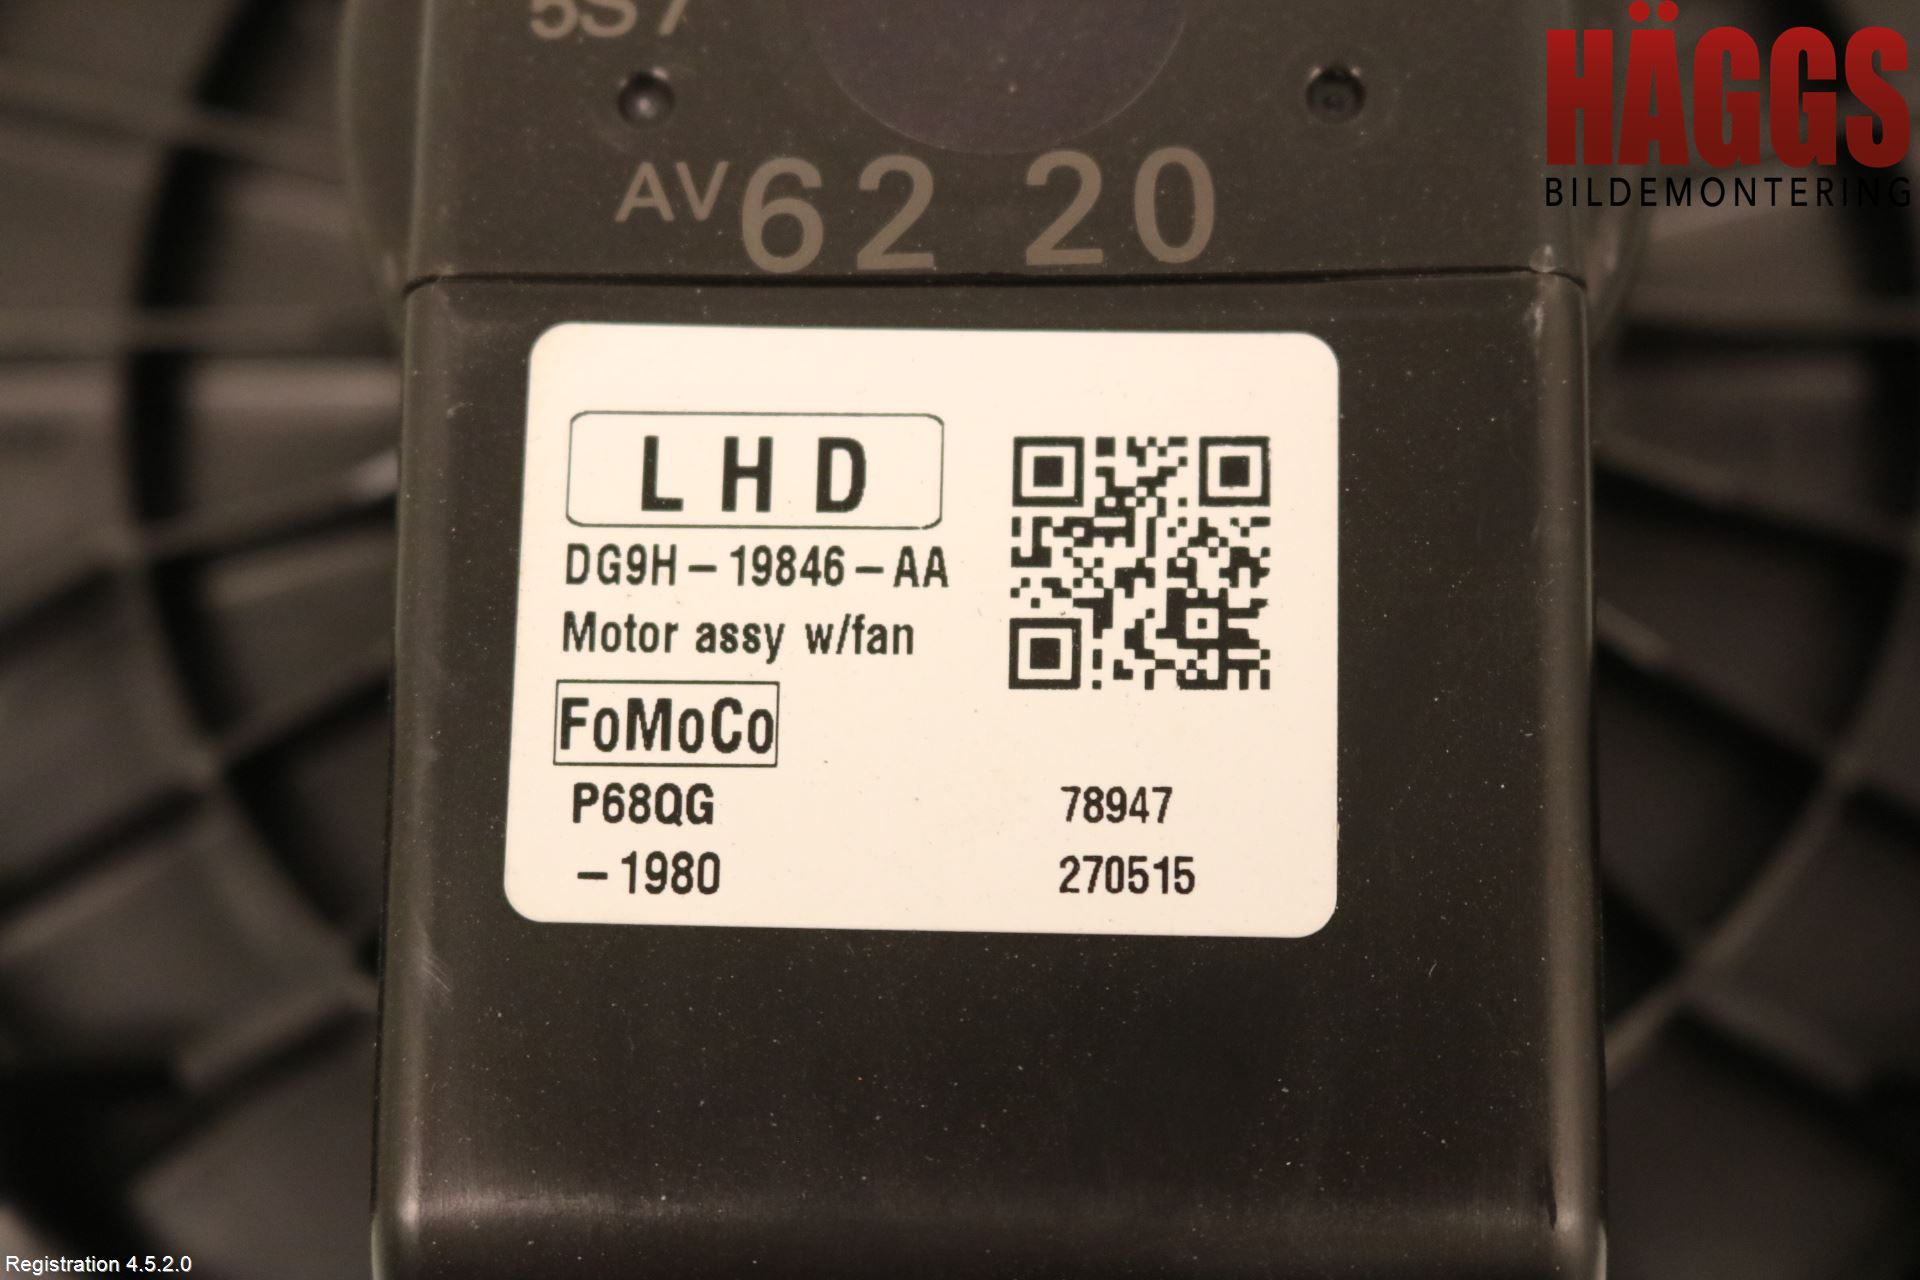 5S7
HÄGGS
BILDEMONTERING
AV 62 20
LHD
DG9H-19846-AA
Motor assy w/fan
FoMoCo
P68QG 78947
-1980 270515
Registration 4.5.2.0